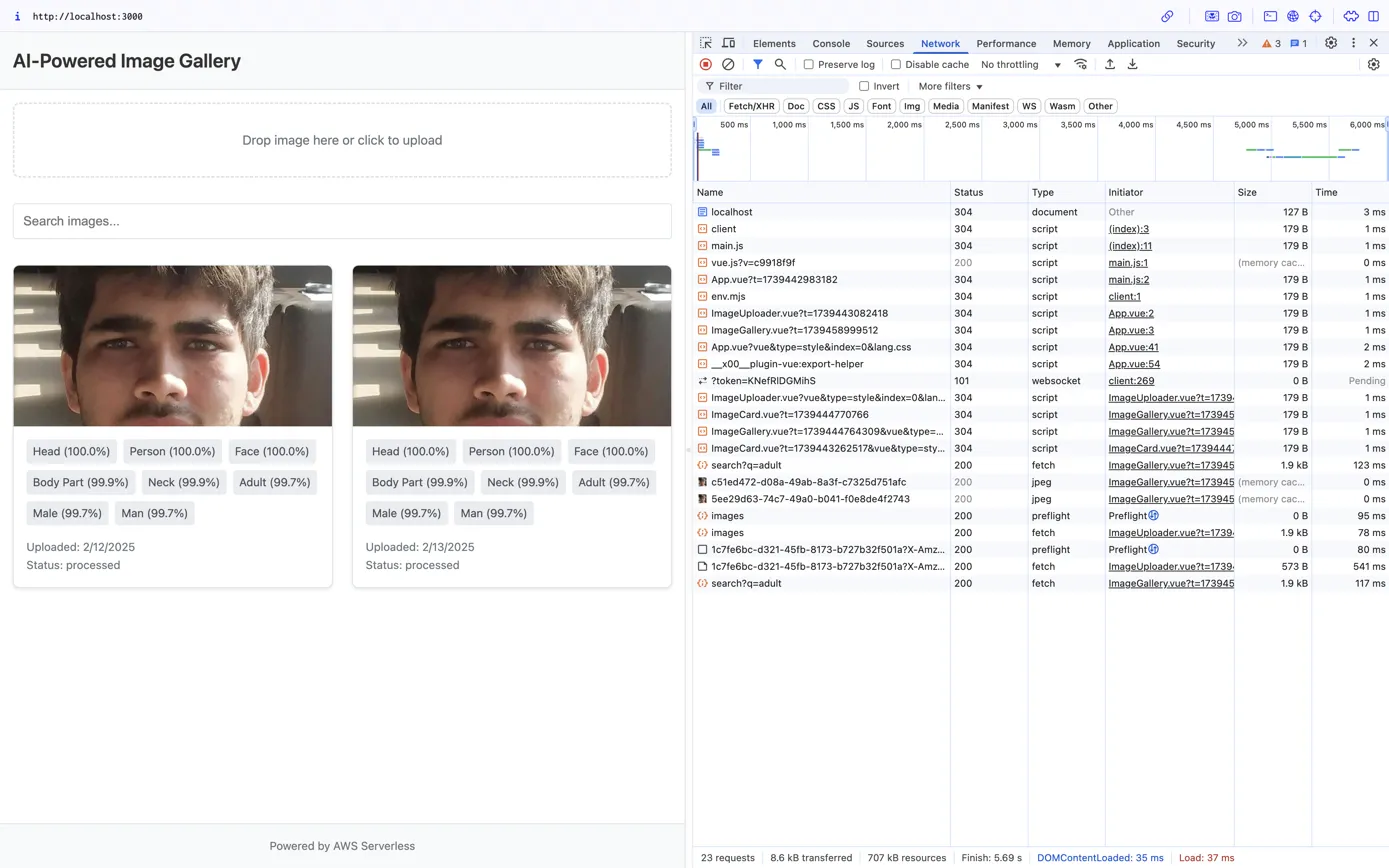 http://localhost:3000
AI-Powered Image Gallery
Drop image here or click to upload
Search images...
Head (100.0%) Person (100.0%) Face (100.0%)
Body Part (99.9%) Neck (99.9%) Adult (99.7%)
Male (99.7%) Man (99.7%)
Uploaded: 2/12/2025
Status: processed
Head (100.0%) Person (100.0%) Face (100.0%)
Body Part (99.9%) Neck (99.9%) Adult (99.7%)
Male (99.7%) Man (99.7%)
Uploaded: 2/13/2025
Status: processed
Powered by AWS Serverless
Elements Console Sources Network Performance Memory Application Security 3 1
Preserve log Disable cache No throttling
Filter Invert More filters
All Fetch/XHR Doc CSS JS Font Img Media Manifest WS Wasm Other
500 ms 1,000 ms 1,500 ms 2,000 ms 2,500 ms 3,000 ms 3,500 ms 4,000 ms 4,500 ms 5,000 ms 5,500 ms 6,000 ms
Name Status Type Initiator Size Time
localhost 304 document Other 127 B 3 ms
client 304 script (index):3 179 B 1 ms
main.js 304 script (index):11 179 B 1 ms
vue.js?v=c9918f9f 200 script main.js:1 (memory cac... 0 ms
App.vue?t=1739442983182 304 script main.js:2 179 B 1 ms
env.mjs 304 script client:1 179 B 1 ms
ImageUploader.vue?t=1739443082418 304 script App.vue:2 179 B 1 ms
ImageGallery.vue?t=1739458999512 304 script App.vue:3 179 B 1 ms
App.vue?vue&type=style&index=0&lang.css 304 script App.vue:41 179 B 2 ms
__x00__plugin-vue:export-helper 304 script App.vue:54 179 B 2 ms
?token=KNefRlDGMihS 101 websocket client:269 0 B Pending
ImageUploader.vue?vue&type=style&index=0&lan... 304 script ImageUploader.vue?t=1739 179 B 1 ms
ImageCard.vue?t=1739444770766 304 script ImageGallery.vue?t=173945 179 B 1 ms
ImageGallery.vue?t=1739444764309&vue&type=... 304 script ImageGallery.vue?t=173945 179 B 1 ms
ImageCard.vue?t=1739443262517&vue&type=sty... 304 script ImageCard.vue?t=17394447 179 B 1 ms
search?q=adult 200 fetch ImageGallery.vue?t=173945 1.9 kB 123 ms
c51ed472-d08a-49ab-8a3f-c7325d751afc 200 jpeg ImageGallery.vue?t=173945 (memory cac... 0 ms
5ee29d63-74c7-49a0-b041-f0e8de4f2743 200 jpeg ImageGallery.vue?t=173945 (memory cac... 0 ms
images 200 preflight Preflight 0 B 95 ms
images 200 fetch ImageUploader.vue?t=1739 1.9 kB 78 ms
1c7fe6bc-d321-45fb-8173-b727b32f501a?X-Amz... 200 preflight Preflight 0 B 80 ms
1c7fe6bc-d321-45fb-8173-b727b32f501a?X-Amz... 200 fetch ImageUploader.vue?t=1739 573 B 541 ms
search?q=adult 200 fetch ImageGallery.vue?t=173945 1.9 kB 117 ms
23 requests 8.6 kB transferred 707 kB resources Finish: 5.69 s DOMContentLoaded: 35 ms Load: 37 ms